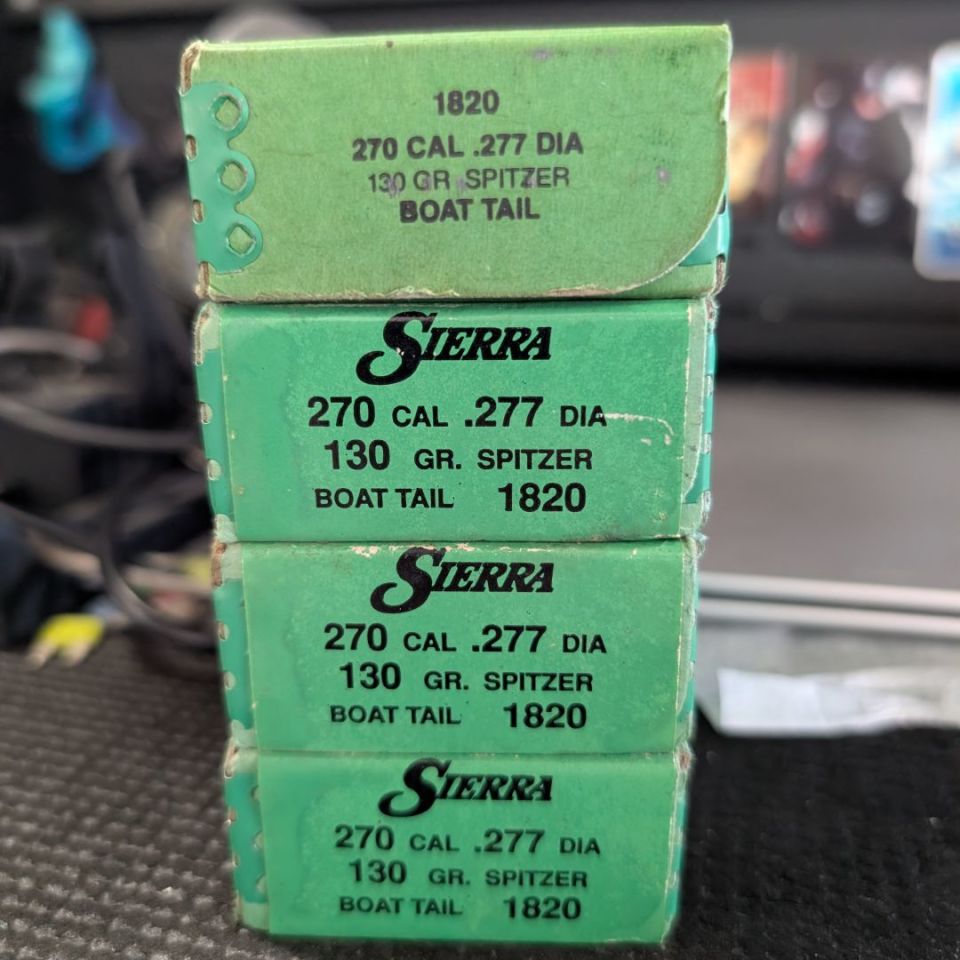 1820
270 CAL .277 DIA
130 GR SPITZER
BOAT TAIL
SIERRA
270 CAL .277 DIA
130 GR. SPITZER
BOAT TAIL 1820
SIERRA
270 CAL .277 DIA
130 GR. SPITZER
BOAT TAIL 1820
SIERRA
270 CAL .277 DIA
130 GR. SPITZER
BOAT TAIL 1820